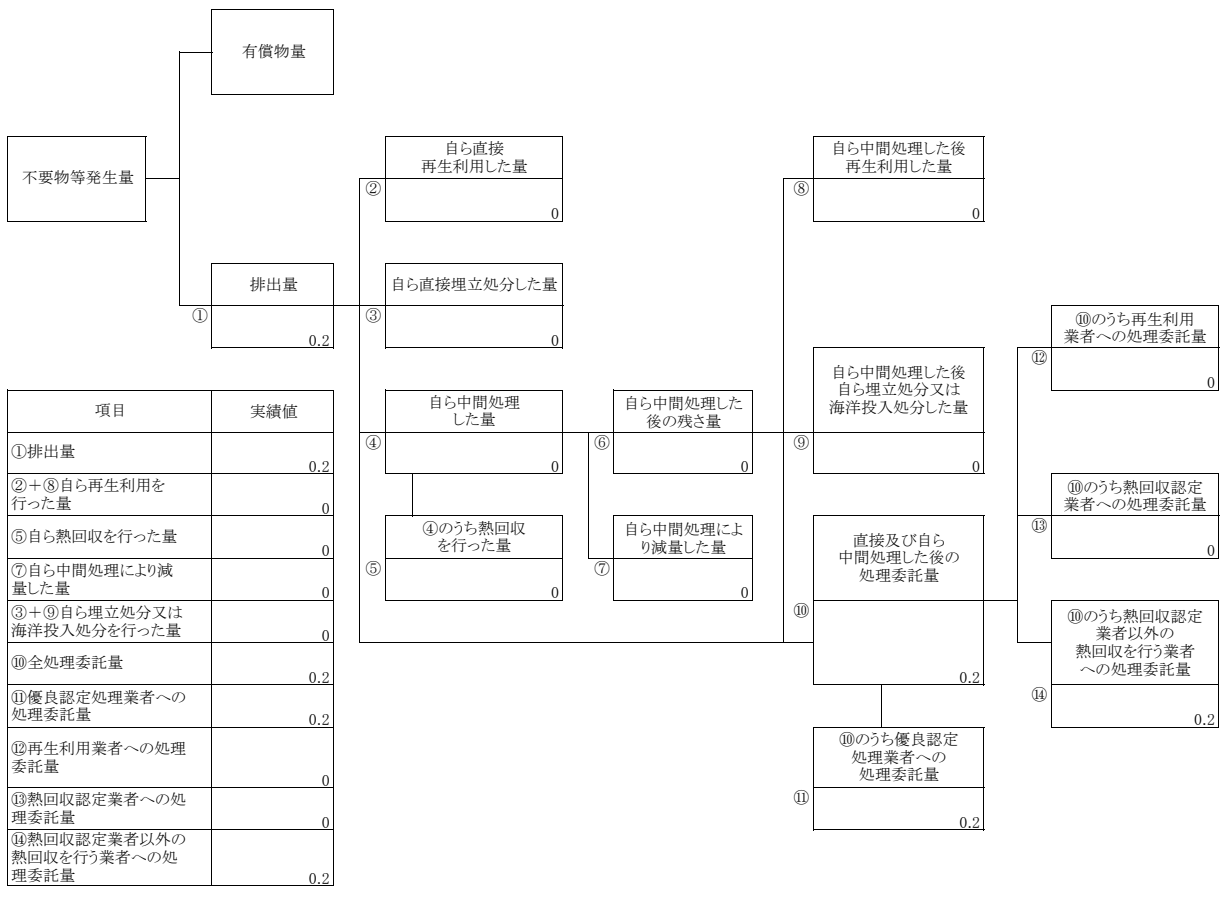 有償物量
不要物等発生量
排出量
①
0.2
自ら直接
再生利用した量
②
0
自ら直接埋立処分した量
③
0
自ら中間処理
した量
④
0
④のうち熱回収
を行った量
⑤
0
自ら中間処理した
後の残さ量
⑥
0
自ら中間処理によ
り減量した量
⑦
0
自ら中間処理した後
再生利用した量
⑧
0
自ら中間処理した後
自ら埋立処分又は
海洋投入処分した量
⑨
0
直接及び自ら
中間処理した後の
処理委託量
⑩
0.2
⑩のうち優良認定
処理業者への
処理委託量
⑪
0.2
⑩のうち再生利用
業者への処理委託量
⑫
0
⑩のうち熱回収認定
業者への処理委託量
⑬
0
⑩のうち熱回収認定
業者以外の
熱回収を行う業者
への処理委託量
⑭
0.2
項目 実績値
①排出量
0.2
②＋⑧自ら再生利用を
行った量
0
⑤自ら熱回収を行った量
0
⑦自ら中間処理により減
量した量
0
③＋⑨自ら埋立処分又は
海洋投入処分を行った量
0
⑩全処理委託量
0.2
⑪優良認定処理業者への
処理委託量
0.2
⑫再生利用業者への処理
委託量
0
⑬熱回収認定業者への処
理委託量
0
⑭熱回収認定業者以外の
熱回収を行う業者への処
理委託量
0.2